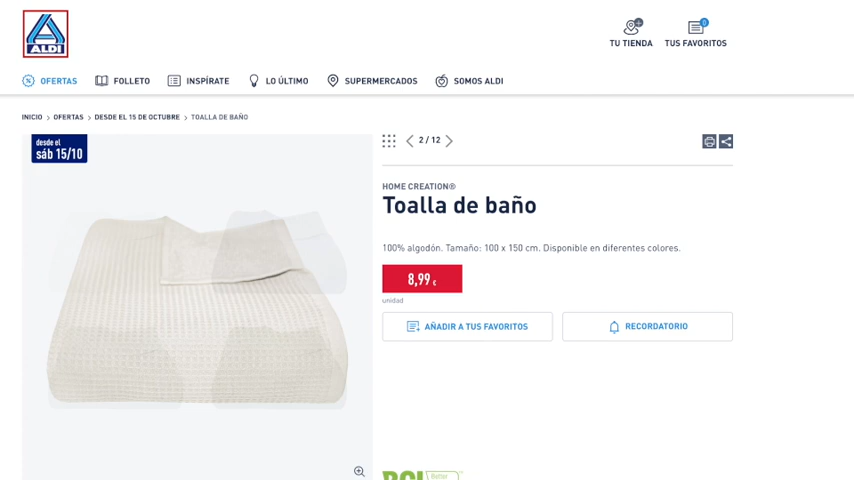 ALDI
TU TIENDA
0
TUS FAVORITOS
OFERTAS
FOLLETO
INSPÍRATE
LO ÚLTIMO
SUPERMERCADOS
SOMOS ALDI
INICIO > OFERTAS > DESDE EL 15 DE OCTUBRE > TOALLA DE BAÑO
desde el
sáb 15/10
2 / 12
HOME CREATION®
Toalla de baño
100% algodón. Tamaño: 100 x 150 cm. Disponible en diferentes colores.
8,99 €
unidad
AÑADIR A TUS FAVORITOS
RECORDATORIO
BCI
Better